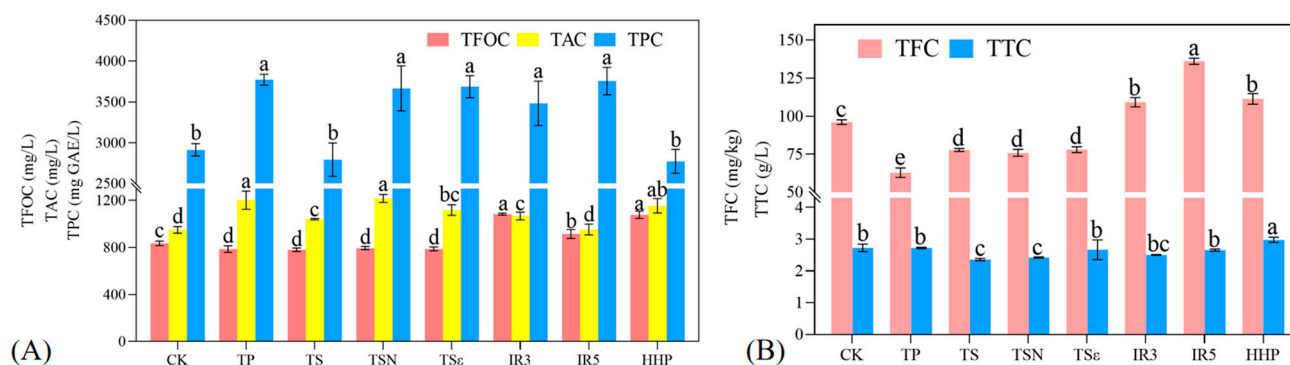 4500
4000
3500
3000
2500
1200
800
400
0
TFOC (mg/L)
TAC (mg/L)
TPC (mg GAE/L)
TFOC TAC TPC
c d b
d a a
d c b
d a a
d bc a
a c a
b d a
a ab b
CK TP TS TSN TSε IR3 IR5 HHP
(A)
150
125
100
75
50
4
3
2
1
0
TFC (mg/kg)
TTC (g/L)
TFC TTC
c b
e b
d c
d c
d b
b bc
a b
b a
CK TP TS TSN TSε IR3 IR5 HHP
(B)